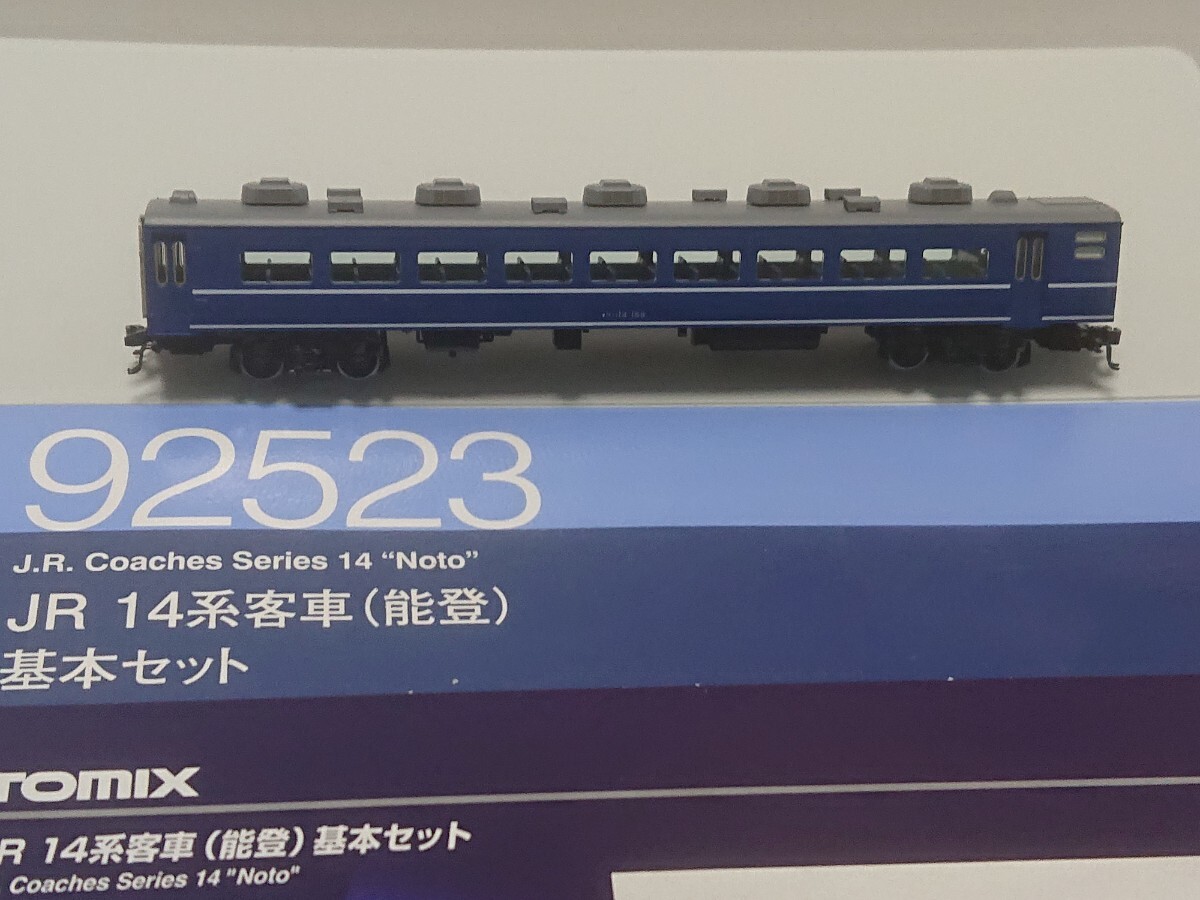 92523
J.R. Coaches Series 14 “Noto”
JR 14系客車(能登)
基本セット
TOMIX
R 14系客車(能登)基本セット
Coaches Series 14 "Noto"